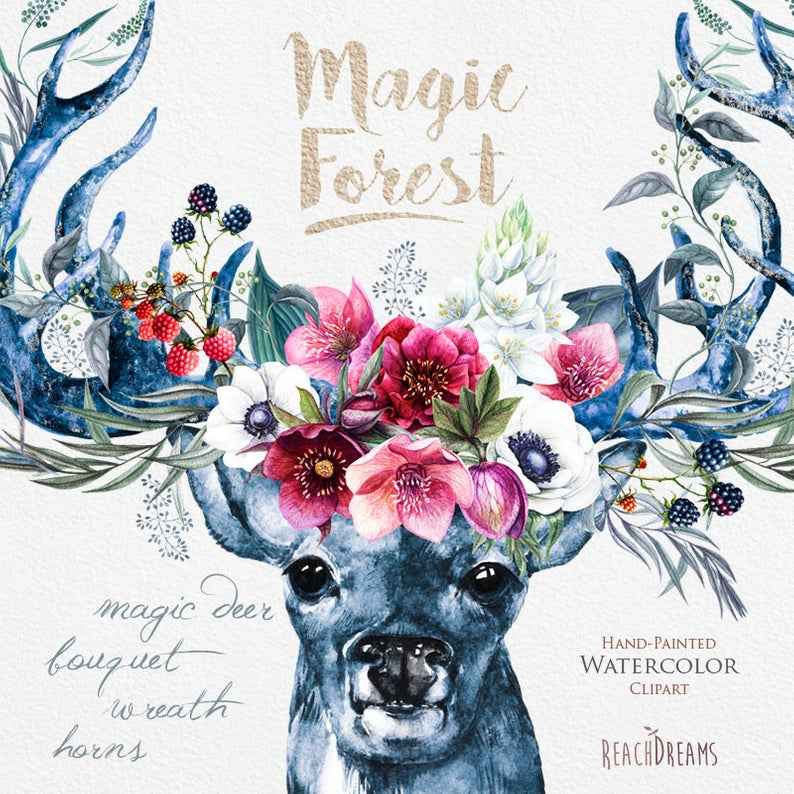 Magic
Forest
magic deer
bouquet
wreath
horns
Hand-Painted
Watercolor
Clipart
ReachDreams